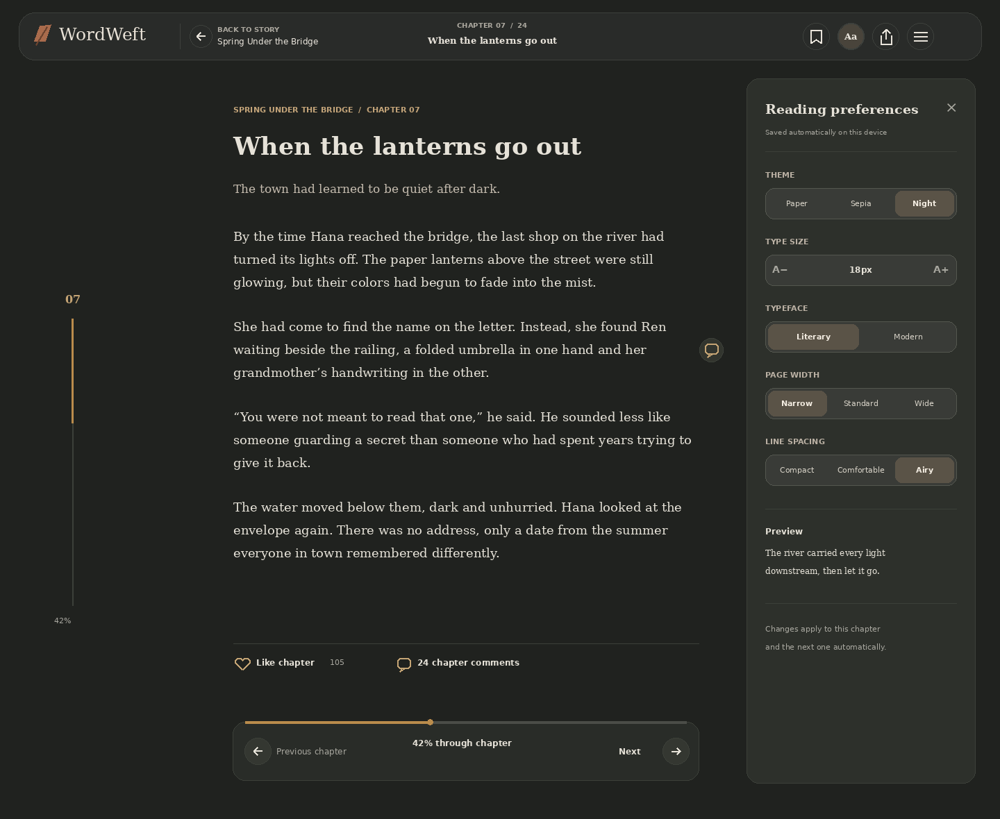 WordWeft
BACK TO STORY
Spring Under the Bridge
CHAPTER 07 / 24
When the lanterns go out
Aa
SPRING UNDER THE BRIDGE / CHAPTER 07
When the lanterns go out
The town had learned to be quiet after dark.
By the time Hana reached the bridge, the last shop on the river had
turned its lights off. The paper lanterns above the street were still
glowing, but their colors had begun to fade into the mist.
She had come to find the name on the letter. Instead, she found Ren
waiting beside the railing, a folded umbrella in one hand and her
grandmother’s handwriting in the other.
“You were not meant to read that one,” he said. He sounded less like
someone guarding a secret than someone who had spent years trying to
give it back.
The water moved below them, dark and unhurried. Hana looked at the
envelope again. There was no address, only a date from the summer
everyone in town remembered differently.
07
42%
Like chapter 105
24 chapter comments
42% through chapter
Previous chapter
Next
Reading preferences
Saved automatically on this device
THEME
Paper Sepia Night
TYPE SIZE
A− 18px A+
TYPEFACE
Literary Modern
PAGE WIDTH
Narrow Standard Wide
LINE SPACING
Compact Comfortable Airy
Preview
The river carried every light
downstream, then let it go.
Changes apply to this chapter
and the next one automatically.